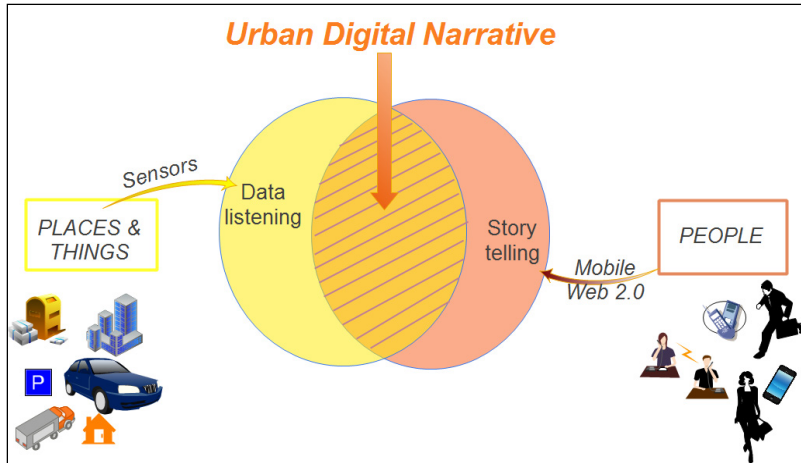 Urban Digital Narrative
Sensors
Data
listening
PLACES &
THINGS
Story
telling
PEOPLE
Mobile
Web 2.0
P